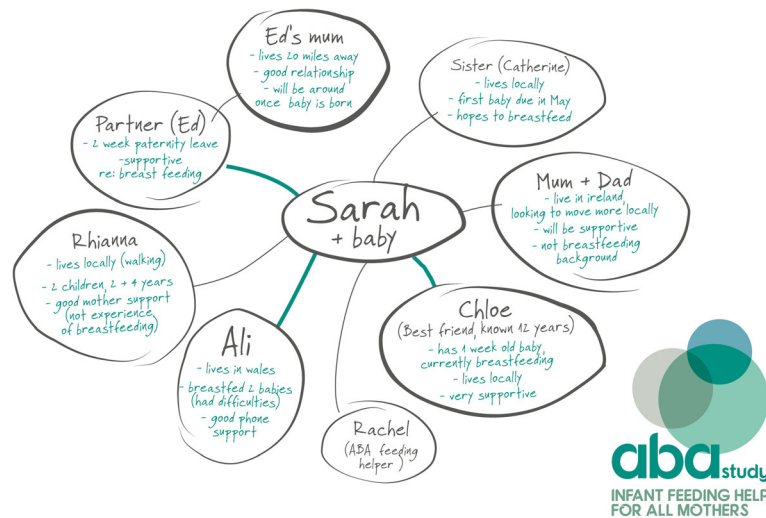 Ed's mum
- lives 20 miles away
- good relationship
- will be around
once baby is born
Sister (Catherine)
- lives locally
- first baby due in May
- hopes to breastfeed
Partner (Ed)
- 2 week paternity leave
-supportive
re: breast feeding
Mum + Dad
- live in ireland,
looking to move more locally
- will be supportive
- not breastfeeding
background
Sarah
+ baby
Rhianna
- lives locally (walking)
- 2 children, 2 + 4 years
- good mother support
(not experience
of breastfeeding)
Chloe
(Best friend, known 12 years)
- has 1 week old baby,
currently breastfeeding
- lives locally
- very supportive
Ali
- lives in wales
- breastfed 2 babies
(had difficulties)
- good phone
support
Rachel
(ABA feeding
helper)
aba study
INFANT FEEDING HELP
FOR ALL MOTHERS